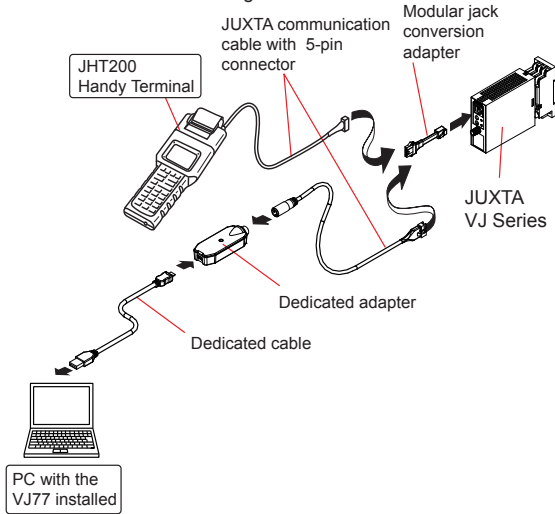 JUXTA communication
cable with 5-pin
connector
Modular jack
conversion
adapter
JHT200
Handy Terminal
JUXTA
VJ Series
Dedicated adapter
Dedicated cable
PC with the
VJ77 installed